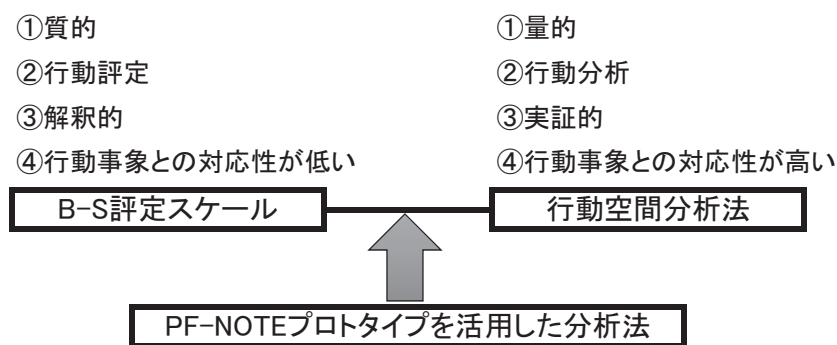 ①質的
②行動評定
③解釈的
④行動事象との対応性が低い
B-S評定スケール
①量的
②行動分析
③実証的
④行動事象との対応性が高い
行動空間分析法
PF-NOTEプロトタイプを活用した分析法